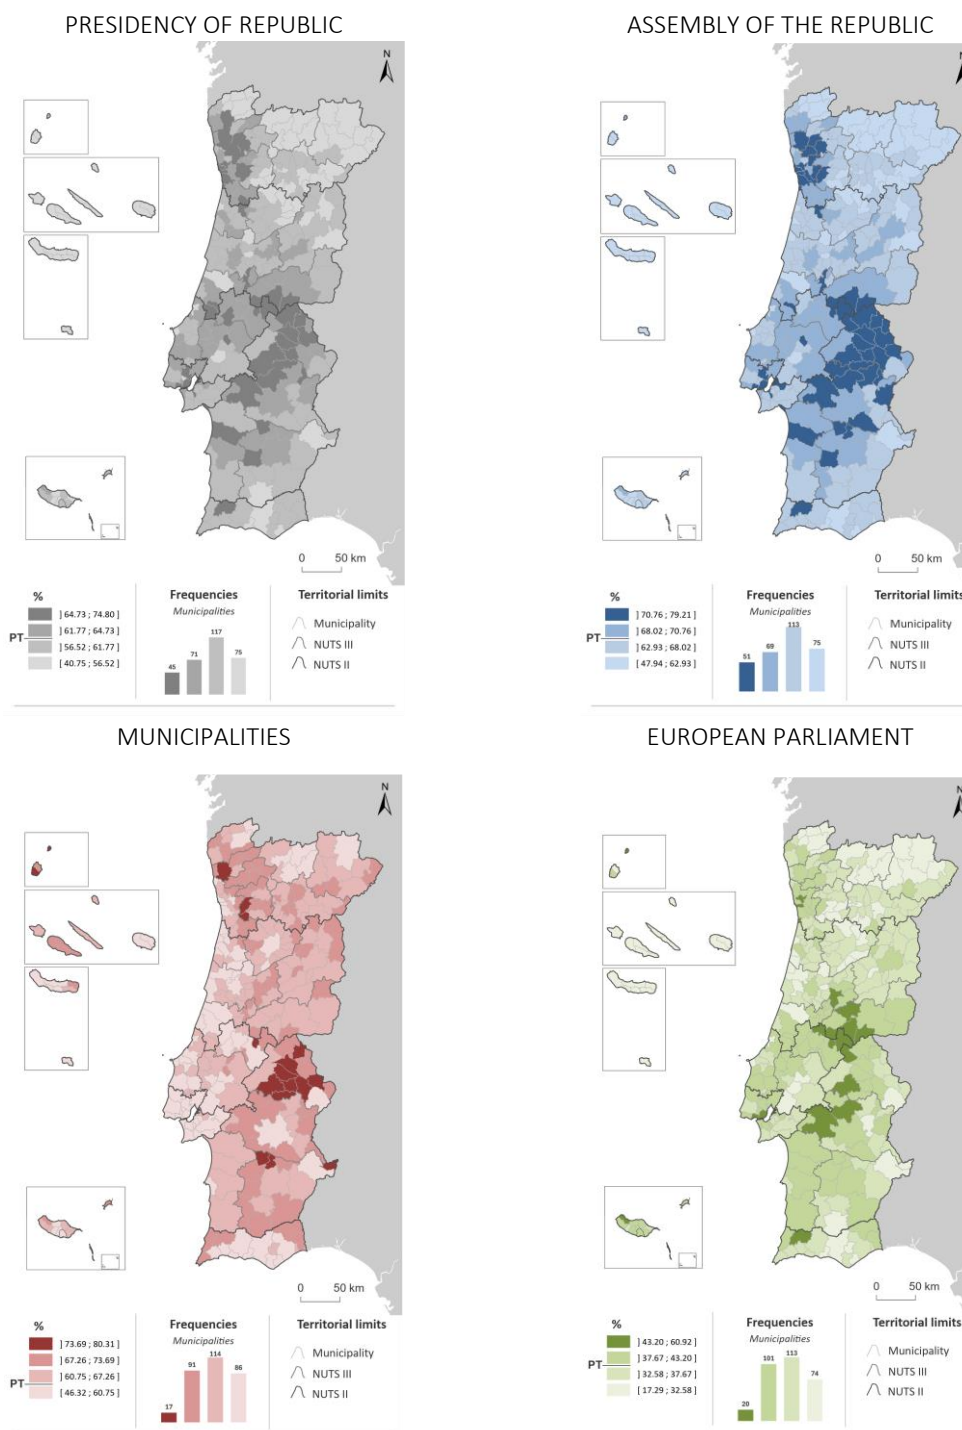 PRESIDENCY OF REPUBLIC
ASSEMBLY OF THE REPUBLIC
N
N
0 50 km
0 50 km
%
Frequencies
Municipalities
Territorial limits
PT
] 64.73 ; 74.80 ]
] 61.77 ; 64.73 ]
] 56.52 ; 61.77 ]
[ 40.75 ; 56.52 ]
45
71
117
75
Municipality
NUTS III
NUTS II
%
Frequencies
Municipalities
Territorial limits
PT
] 70.76 ; 79.21 ]
] 68.02 ; 70.76 ]
] 62.93 ; 68.02 ]
[ 47.94 ; 62.93 ]
51
69
113
75
Municipality
NUTS III
NUTS II
MUNICIPALITIES
EUROPEAN PARLIAMENT
N
N
0 50 km
0 50 km
%
Frequencies
Municipalities
Territorial limits
PT
] 73.69 ; 80.31 ]
] 67.26 ; 73.69 ]
] 60.75 ; 67.26 ]
[ 46.32 ; 60.75 ]
17
91
114
86
Municipality
NUTS III
NUTS II
%
Frequencies
Municipalities
Territorial limits
PT
] 43.20 ; 60.92 ]
] 37.67 ; 43.20 ]
] 32.58 ; 37.67 ]
[ 17.29 ; 32.58 ]
20
101
113
74
Municipality
NUTS III
NUTS II